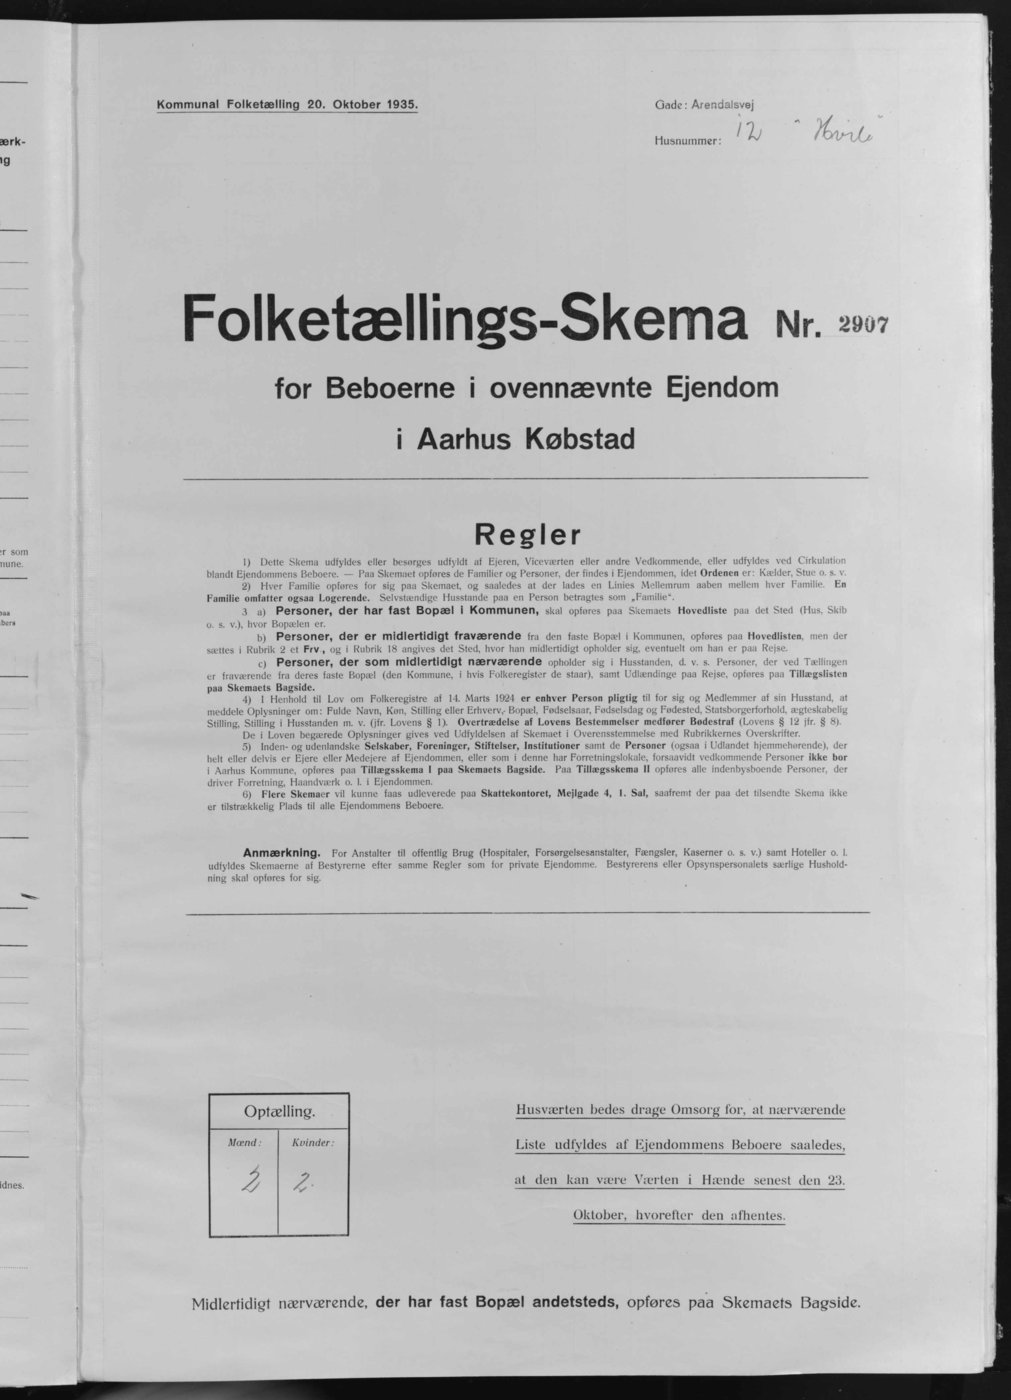 Kommunal Folketælling 20. Oktober 1935.
Gade: Arendalsvej
Husnummer: 12 "Hvile"
Folketællings-Skema Nr. 2907
for Beboerne i ovennævnte Ejendom
i Aarhus Købstad
Regler
1) Dette Skema udfyldes eller besørges udfyldt af Ejeren, Viceværten eller andre Vedkommende, eller udfyldes ved Cirkulation
blandt Ejendommens Beboere. — Paa Skemaet opføres de Familier og Personer, der findes i Ejendommen, idet Ordenen er: Kælder, Stue o. s. v.
2) Hver Familie opføres for sig paa Skemaet, og saaledes at der lades en Linies Mellemrum aaben mellem hver Familie. En
Familie omfatter ogsaa Logerende. Selvstændige Husstande paa en Person betragtes som „Familie“.
3 a) Personer, der har fast Bopæl i Kommunen, skal opføres paa Skemaets Hovedliste paa det Sted (Hus, Skib
o. s. v.), hvor Bopælen er.
b) Personer, der er midlertidigt fraværende fra den faste Bopæl i Kommunen, opføres paa Hovedlisten, men der
sættes i Rubrik 2 et Frv., og i Rubrik 18 angives det Sted, hvor han midlertidigt opholder sig, eventuelt om han er paa Rejse.
c) Personer, der som midlertidigt nærværende opholder sig i Husstanden, d. v. s. Personer, der ved Tællingen
er fraværende fra deres faste Bopæl (den Kommune, i hvis Folkeregister de staar), samt Udlændinge paa Rejse, opføres paa Tillægslisten
paa Skemaets Bagside.
4) I Henhold til Lov om Folkeregistre af 14. Marts 1924 er enhver Person pligtig til for sig og Medlemmer af sin Husstand, at
meddele Oplysninger om: Fulde Navn, Køn, Stilling eller Erhverv, Bopæl, Fødselsaar, Fødselsdag og Fødested, Statsborgerforhold, ægteskabelig
Stilling, Stilling i Husstanden m. v. (jfr. Lovens § 1). Overtrædelse af Lovens Bestemmelser medfører Bødestraf (Lovens § 12 jfr. § 8).
De i Loven begærede Oplysninger gives ved Udfyldelsen af Skemaet i Overensstemmelse med Rubrikkernes Overskrifter.
5) Inden- og udenlandske Selskaber, Foreninger, Stiftelser, Institutioner samt de Personer (ogsaa i Udlandet hjemmehørende), der
helt eller delvis er Ejere eller Medejere af Ejendommen, eller som i denne har Forretningslokale, forsaavidt vedkommende Personer ikke bor
i Aarhus Kommune, opføres paa Tillægsskema I paa Skemaets Bagside. Paa Tillægsskema II opføres alle indenbysboende Personer, der
driver Forretning, Haandværk o. l. i Ejendommen.
6) Flere Skemaer vil kunne faas udleverede paa Skattekontoret, Mejlgade 4, 1. Sal, saafremt der paa det tilsendte Skema ikke
er tilstrækkelig Plads til alle Ejendommens Beboere.
Anmærkning. For Anstalter til offentlig Brug (Hospitaler, Forsørgelsesanstalter, Fængsler, Kaserner o. s. v.) samt Hoteller o. l.
udfyldes Skemaerne af Bestyrerne efter samme Regler som for private Ejendomme. Bestyrerens eller Opsynspersonalets særlige Hushold-
ning skal opføres for sig.
Optælling.
Mænd: Kvinder:
2 2.
Husværten bedes drage Omsorg for, at nærværende
Liste udfyldes af Ejendommens Beboere saaledes,
at den kan være Værten i Hænde senest den 23.
Oktober, hvorefter den afhentes.
Midlertidigt nærværende, der har fast Bopæl andetsteds, opføres paa Skemaets Bagside.